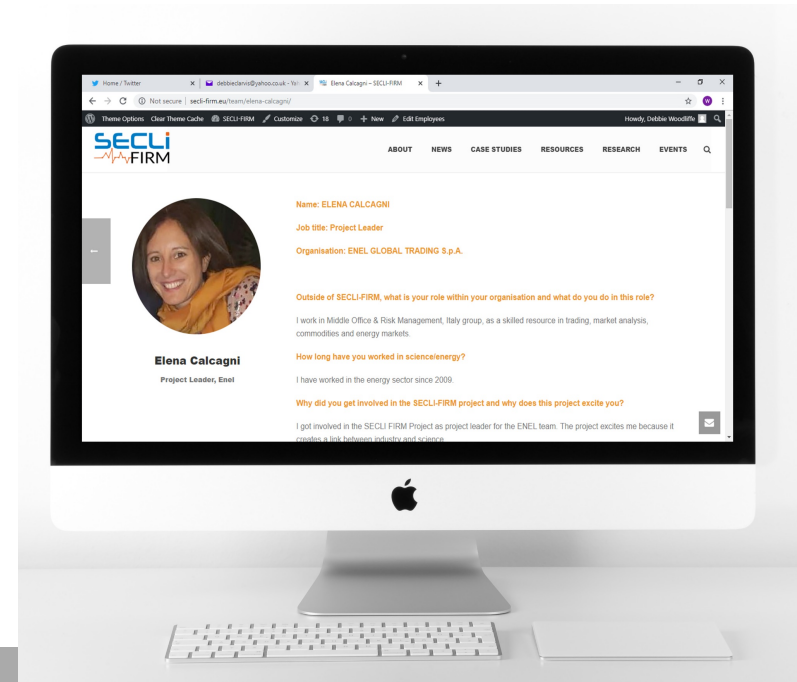 Home / Twitter
debbieclarvis@yahoo.co.uk - Ya
Elena Calcagni – SECLI-FIRM
Not secure | secli-firm.eu/team/elena-calcagni/
W
Theme Options Clear Theme Cache SECLI-FIRM Customize 18 0 New Edit Employees Howdy, Debbie Woodliffe
SECLi
FIRM
ABOUT NEWS CASE STUDIES RESOURCES RESEARCH EVENTS
Name: ELENA CALCAGNI
Job title: Project Leader
Organisation: ENEL GLOBAL TRADING S.p.A.
Outside of SECLI-FIRM, what is your role within your organisation and what do you do in this role?
I work in Middle Office & Risk Management, Italy group, as a skilled resource in trading, market analysis,
commodities and energy markets.
Elena Calcagni
Project Leader, Enel
How long have you worked in science/energy?
I have worked in the energy sector since 2009.
Why did you get involved in the SECLI-FIRM project and why does this project excite you?
I got involved in the SECLI FIRM Project as project leader for the ENEL team. The project excites me because it
creates a link between industry and science